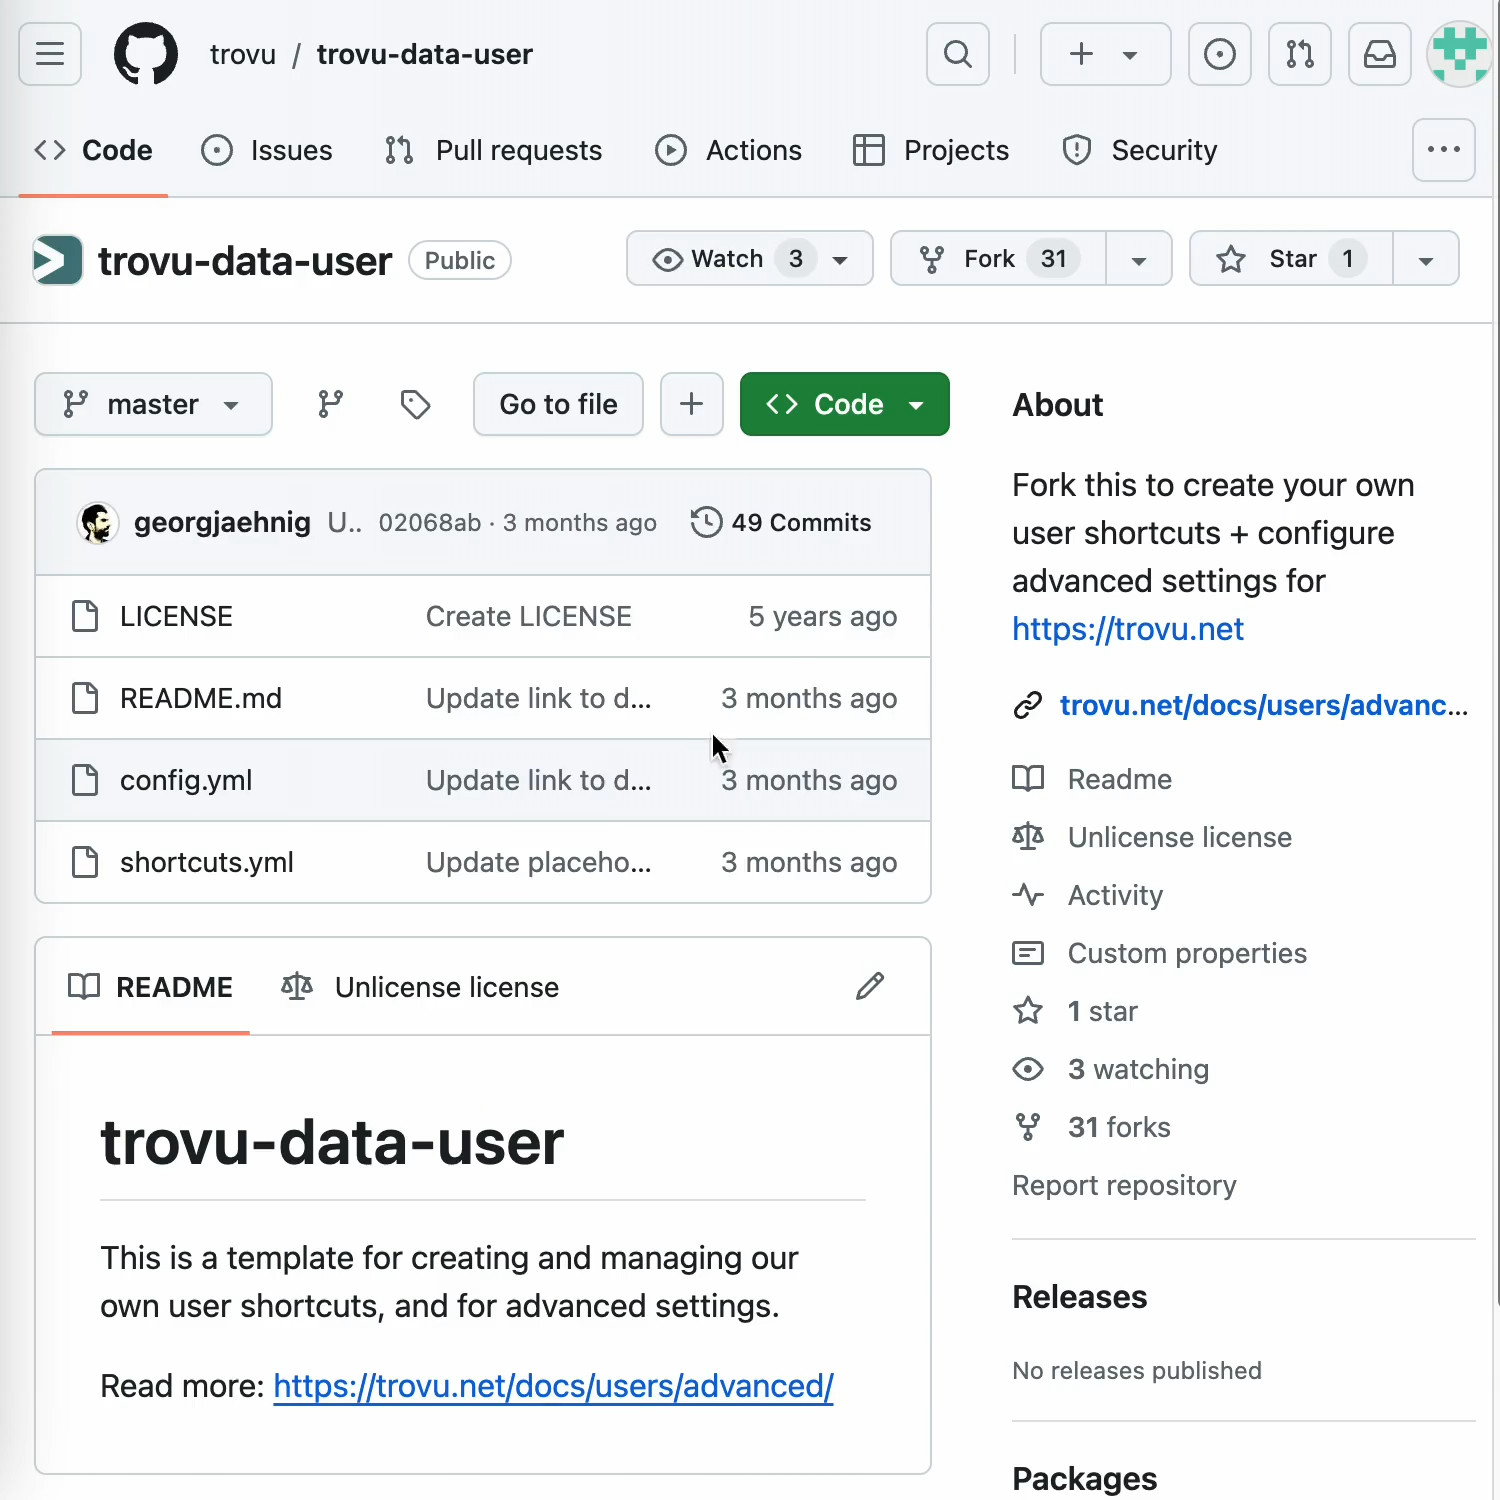 trovu / trovu-data-user
Code Issues Pull requests Actions Projects Security
trovu-data-user Public Watch 3 Fork 31 Star 1
master Go to file Code
georgjaehnig U.. 02068ab · 3 months ago 49 Commits
LICENSE Create LICENSE 5 years ago
README.md Update link to d... 3 months ago
config.yml Update link to d... 3 months ago
shortcuts.yml Update placeho... 3 months ago
README Unlicense license
trovu-data-user
This is a template for creating and managing our
own user shortcuts, and for advanced settings.
Read more: https://trovu.net/docs/users/advanced/
About
Fork this to create your own
user shortcuts + configure
advanced settings for
https://trovu.net
trovu.net/docs/users/advanc...
Readme
Unlicense license
Activity
Custom properties
1 star
3 watching
31 forks
Report repository
Releases
No releases published
Packages